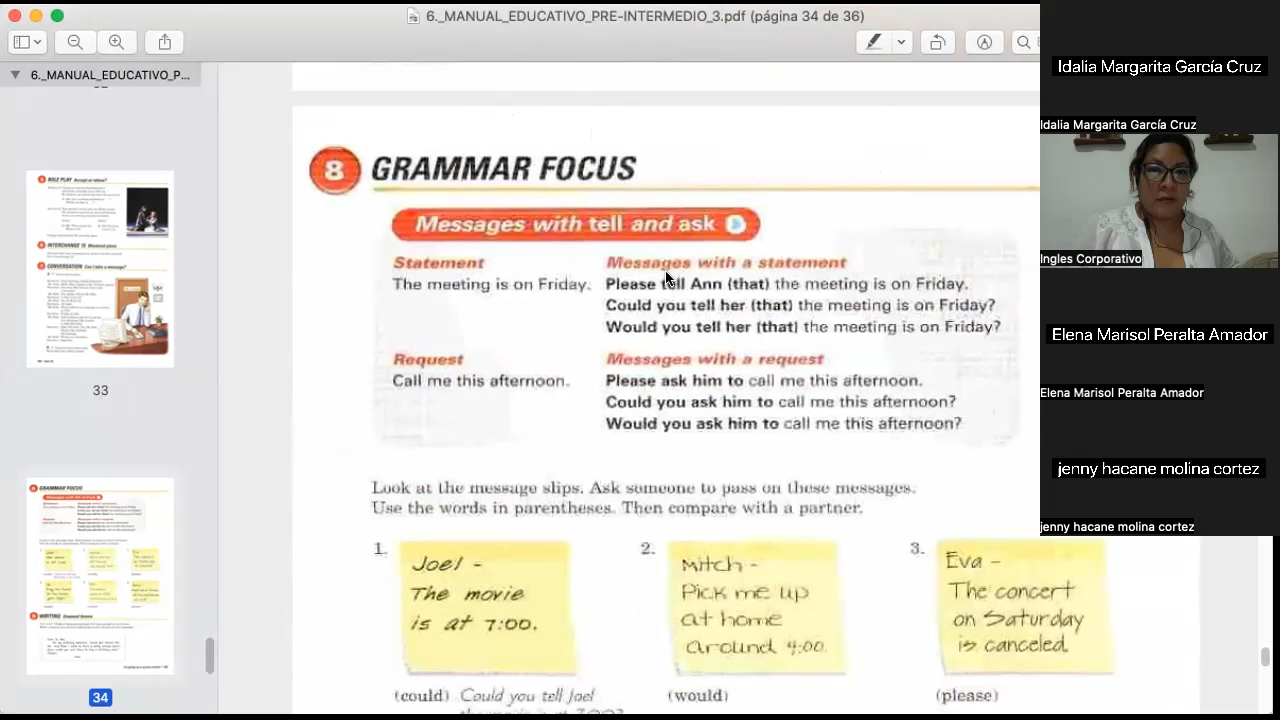 6._MANUAL_EDUCATIVO_PRE-INTERMEDIO_3.pdf (página 34 de 36)
6._MANUAL_EDUCATIVO_P...
33
34
8 GRAMMAR FOCUS
Messages with tell and ask
Statement
The meeting is on Friday.
Messages with a statement
Please tell Ann (that) the meeting is on Friday.
Could you tell her (that) the meeting is on Friday?
Would you tell her (that) the meeting is on Friday?
Request
Call me this afternoon.
Messages with a request
Please ask him to call me this afternoon.
Could you ask him to call me this afternoon?
Would you ask him to call me this afternoon?
Look at the message slips. Ask someone to pass on these messages.
Use the words in parentheses. Then compare with a partner.
1.
Joel -
The movie
is at 7:00.
(could) Could you tell Joel
the movie is at 7:00?
2.
Mitch -
Pick me up
at home
around 4:00.
(would)
3.
Eva -
The concert
on Saturday
is canceled.
(please)
Idalia Margarita García Cruz
Idalia Margarita García Cruz
Ingles Corporativo
Elena Marisol Peralta Amador
Elena Marisol Peralta Amador
jenny hacane molina cortez
jenny hacane molina cortez